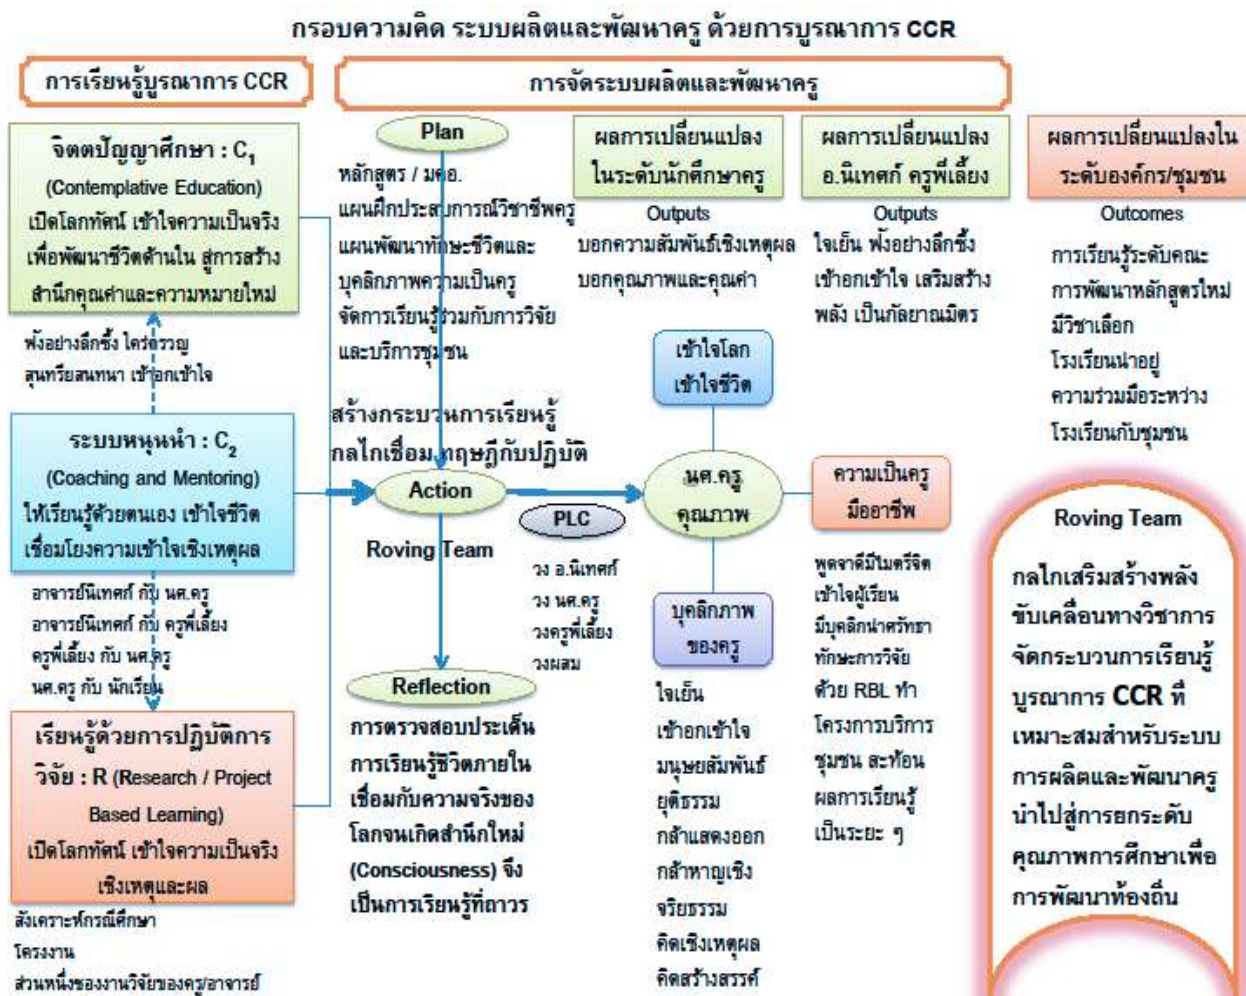 กรอบความคิด ระบบผลิตและพัฒนาครู ด้วยการบูรณาการ CCR
การเรียนรู้บูรณาการ CCR
จิตตปัญญาศึกษา : C1
(Contemplative Education)
เปิดโลกทัศน์ เข้าใจความเป็นจริง
เพื่อพัฒนาชีวิตด้านใน สู่การสร้าง
สำนึกคุณค่าและความหมายใหม่
ฟังอย่างลึกซึ้ง ใคร่ครวญ
สุนทรียสนทนา เข้าอกเข้าใจ
ระบบหนุนนำ : C2
(Coaching and Mentoring)
ให้เรียนรู้ด้วยตนเอง เข้าใจชีวิต
เชื่อมโยงความเข้าใจเชิงเหตุผล
อาจารย์นิเทศก์ กับ นศ.ครู
อาจารย์นิเทศก์ กับ ครูพี่เลี้ยง
ครูพี่เลี้ยง กับ นศ.ครู
นศ.ครู กับ นักเรียน
เรียนรู้ด้วยการปฏิบัติการ
วิจัย : R (Research / Project
Based Learning)
เปิดโลกทัศน์ เข้าใจความเป็นจริง
เชิงเหตุและผล
สังเคราะห์กรณีศึกษา
โครงงาน
ส่วนหนึ่งของงานวิจัยของครู/อาจารย์
การจัดระบบผลิตและพัฒนาครู
Plan
หลักสูตร / มคอ.
แผนฝึกประสบการณ์วิชาชีพครู
แผนพัฒนาทักษะชีวิตและ
บุคลิกภาพความเป็นครู
จัดการเรียนรู้ร่วมกับการวิจัย
และบริการชุมชน
สร้างกระบวนการเรียนรู้
กลไกเชื่อม ทฤษฎีกับปฏิบัติ
Action
Roving Team
Reflection
การตรวจสอบประเด็น
การเรียนรู้ชีวิตภายใน
เชื่อมกับความจริงของ
โลกจนเกิดสำนึกใหม่
(Consciousness) จึง
เป็นการเรียนรู้ที่ถาวร
PLC
วง อ.นิเทศก์
วง นศ.ครู
วงครูพี่เลี้ยง
วงผสม
ผลการเปลี่ยนแปลง
ในระดับนักศึกษาครู
Outputs
บอกความสัมพันธ์เชิงเหตุผล
บอกคุณภาพและคุณค่า
ผลการเปลี่ยนแปลง
อ.นิเทศก์ ครูพี่เลี้ยง
Outputs
ใจเย็น ฟังอย่างลึกซึ้ง
เข้าอกเข้าใจ เสริมสร้าง
พลัง เป็นกัลยาณมิตร
เข้าใจโลก
เข้าใจชีวิต
นศ.ครู
คุณภาพ
ความเป็นครู
มืออาชีพ
พูดจาดีมีไมตรีจิต
เข้าใจผู้เรียน
มีบุคลิกน่าศรัทธา
ทักษะการวิจัย
ด้วย RBL ทำ
โครงการบริการ
ชุมชน สะท้อน
ผลการเรียนรู้
เป็นระยะ ๆ
บุคลิกภาพ
ของครู
ใจเย็น
เข้าอกเข้าใจ
มนุษยสัมพันธ์
ยุติธรรม
กล้าแสดงออก
กล้าหาญเชิง
จริยธรรม
คิดเชิงเหตุผล
คิดสร้างสรรค์
ผลการเปลี่ยนแปลงใน
ระดับองค์กร/ชุมชน
Outcomes
การเรียนรู้ระดับคณะ
การพัฒนาหลักสูตรใหม่
มีวิชาเลือก
โรงเรียนน่าอยู่
ความร่วมมือระหว่าง
โรงเรียนกับชุมชน
Roving Team
กลไกเสริมสร้างพลัง
ขับเคลื่อนทางวิชาการ
จัดกระบวนการเรียนรู้
บูรณาการ CCR ที่
เหมาะสมสำหรับระบบ
การผลิตและพัฒนาครู
นำไปสู่การยกระดับ
คุณภาพการศึกษาเพื่อ
การพัฒนาท้องถิ่น